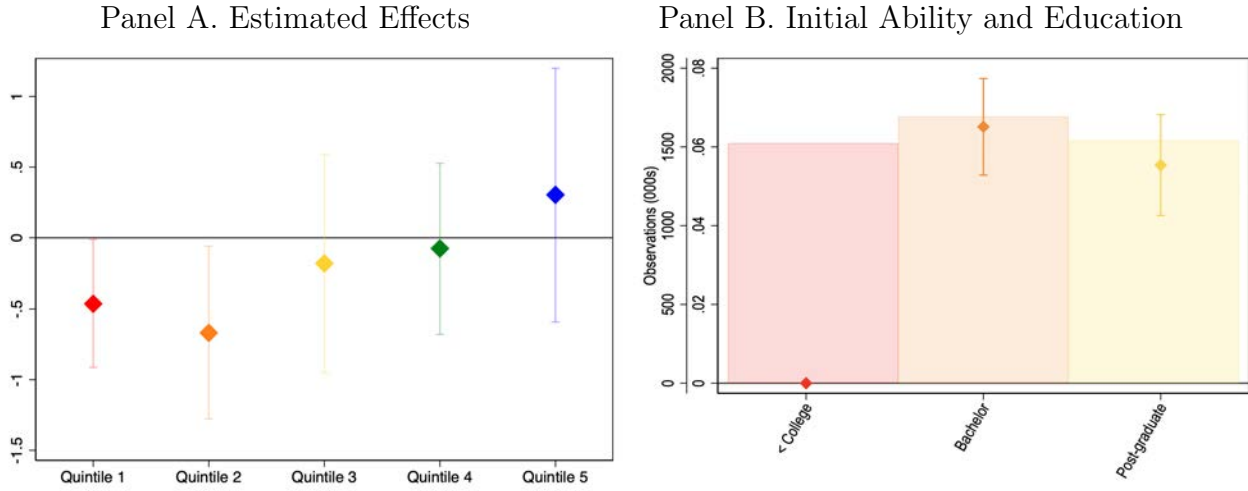 Panel A. Estimated Effects
1
.5
0
-.5
-1
-1.5
Quintile 1 Quintile 2 Quintile 3 Quintile 4 Quintile 5
Panel B. Initial Ability and Education
Observations (000s)
2000
1500
1000
500
0
.08
.06
.04
.02
0
< College
Bachelor
Post-graduate